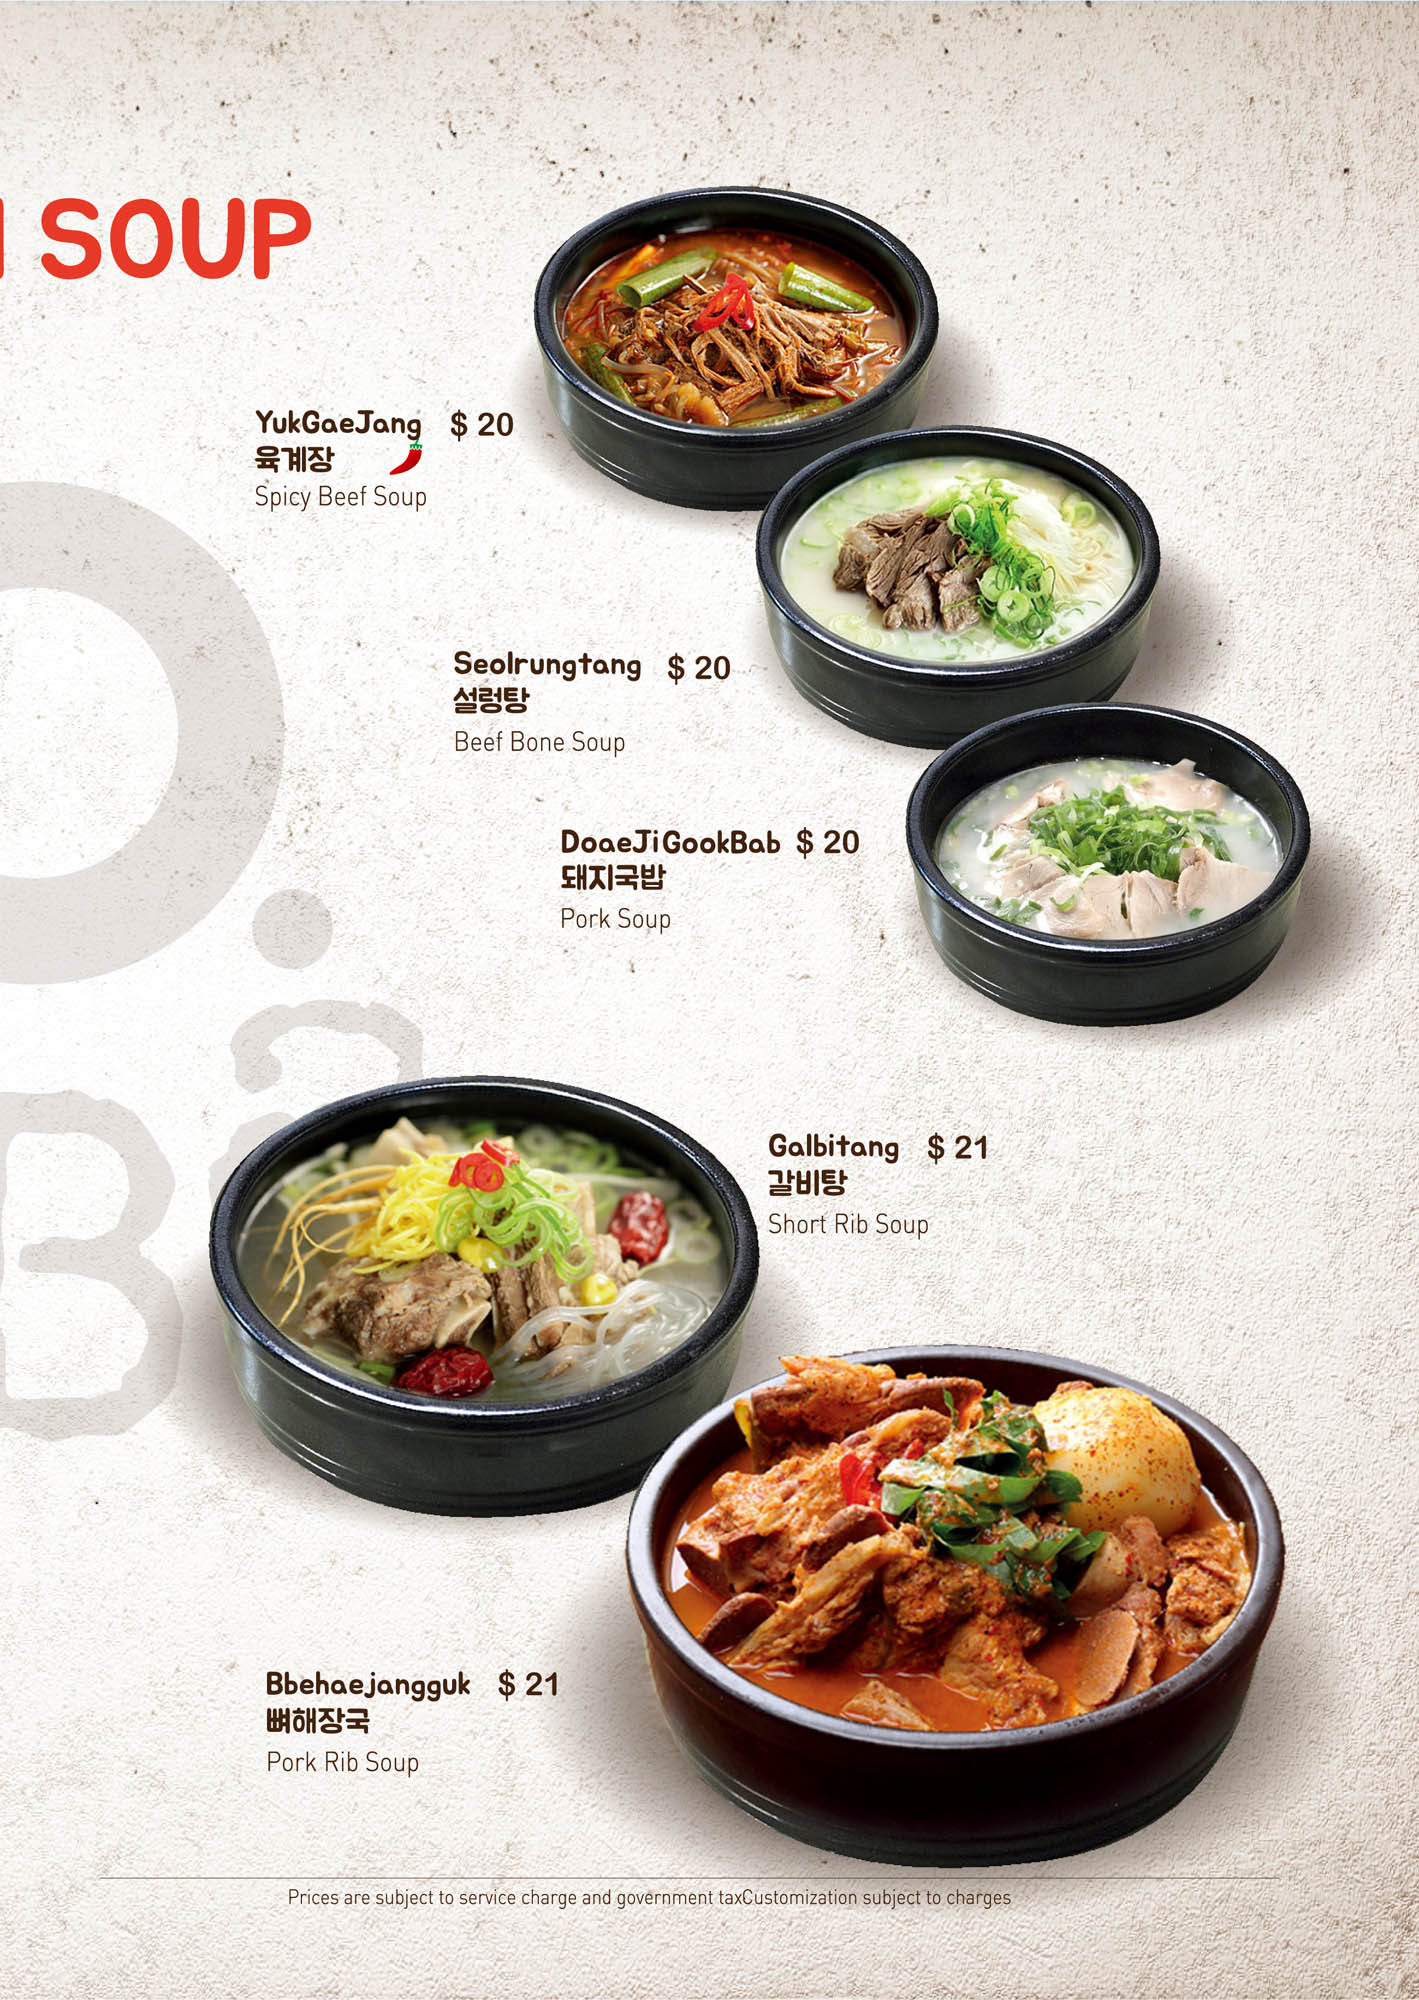 SOUP
YukGaeJang $ 20
육계장
Spicy Beef Soup
Seolrungtang $ 20
설렁탕
Beef Bone Soup
DoaeJiGookBab $ 20
돼지국밥
Pork Soup
Galbitang $ 21
갈비탕
Short Rib Soup
Bbehaejangguk $ 21
뼈해장국
Pork Rib Soup
Prices are subject to service charge and government taxCustomization subject to charges